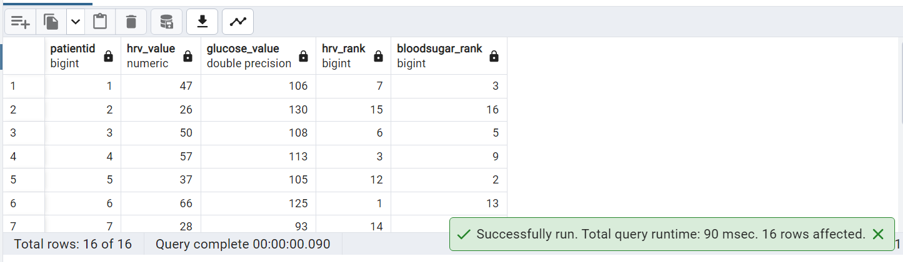 patientid hrv_value glucose_value hrv_rank bloodsugar_rank
bigint numeric double precision bigint bigint
1 1 47 106 7 3
2 2 26 130 15 16
3 3 50 108 6 5
4 4 57 113 3 9
5 5 37 105 12 2
6 6 66 125 1 13
7 7 28 93 14
Successfully run. Total query runtime: 90 msec. 16 rows affected.
Total rows: 16 of 16 Query complete 00:00:00.090